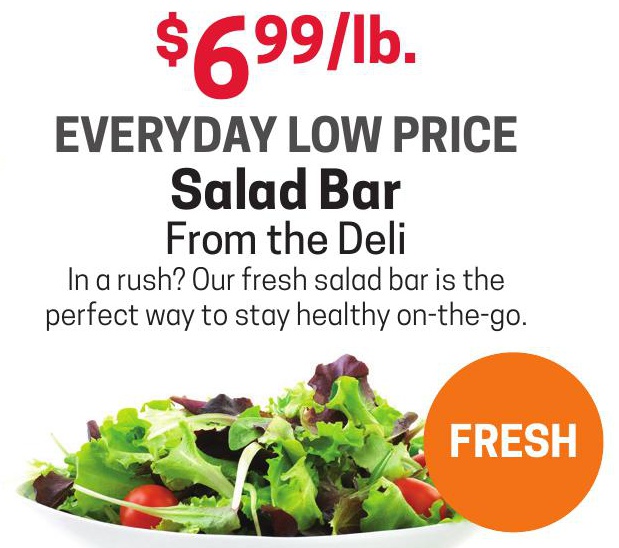 $6 99/lb.
EVERYDAY LOW PRICE
Salad Bar
From the Deli
In a rush? Our fresh salad bar is the
perfect way to stay healthy on-the-go.
FRESH